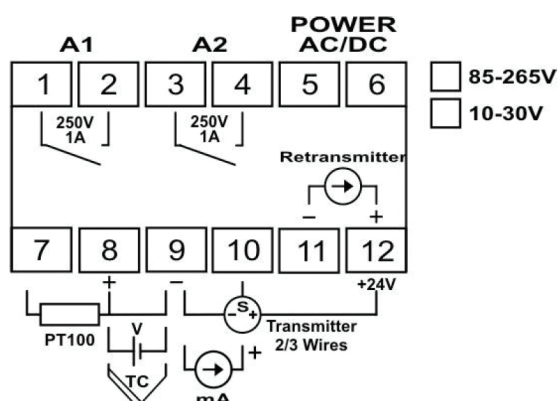 POWER
A1 A2 AC/DC
1 2 3 4 5 6
85-265V
10-30V
250V 250V
1A 1A
Retransmitter
− +
7 8 9 10 11 12
+ − +24V
S
− +
PT100 V Transmitter
2/3 Wires
+
TC
mA